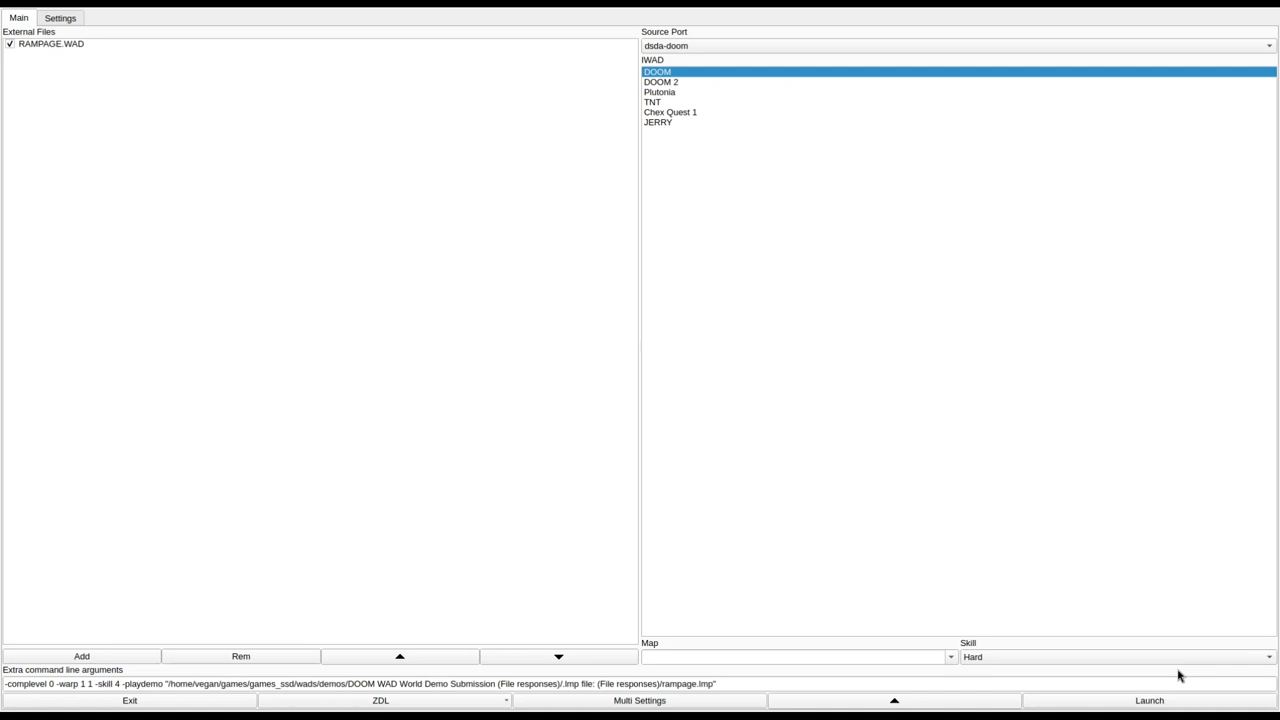 Main Settings
External Files
RAMPAGE.WAD
Source Port
dsda-doom
IWAD
DOOM
DOOM 2
Plutonia
TNT
Chex Quest 1
JERRY
Map Skill
Hard
Add Rem
Extra command line arguments
-complevel 0 -warp 1 1 -skill 4 -playdemo "/home/vegan/games/games_ssd/wads/demos/DOOM WAD World Demo Submission (File responses)/.lmp file: (File responses)/rampage.lmp"
Exit ZDL Multi Settings Launch